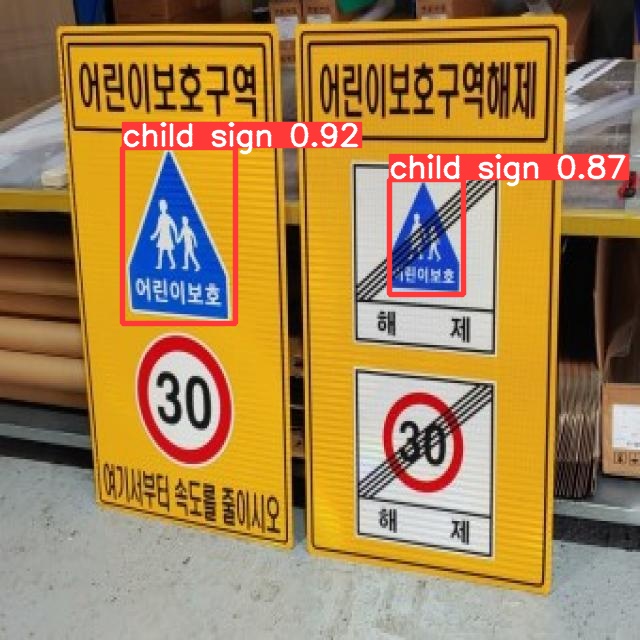 어린이보호구역
child sign 0.92
어린이보호
30
여기서부터 속도를 줄이시오
어린이보호구역해제
child sign 0.87
어린이보호
해 제
30
해 제